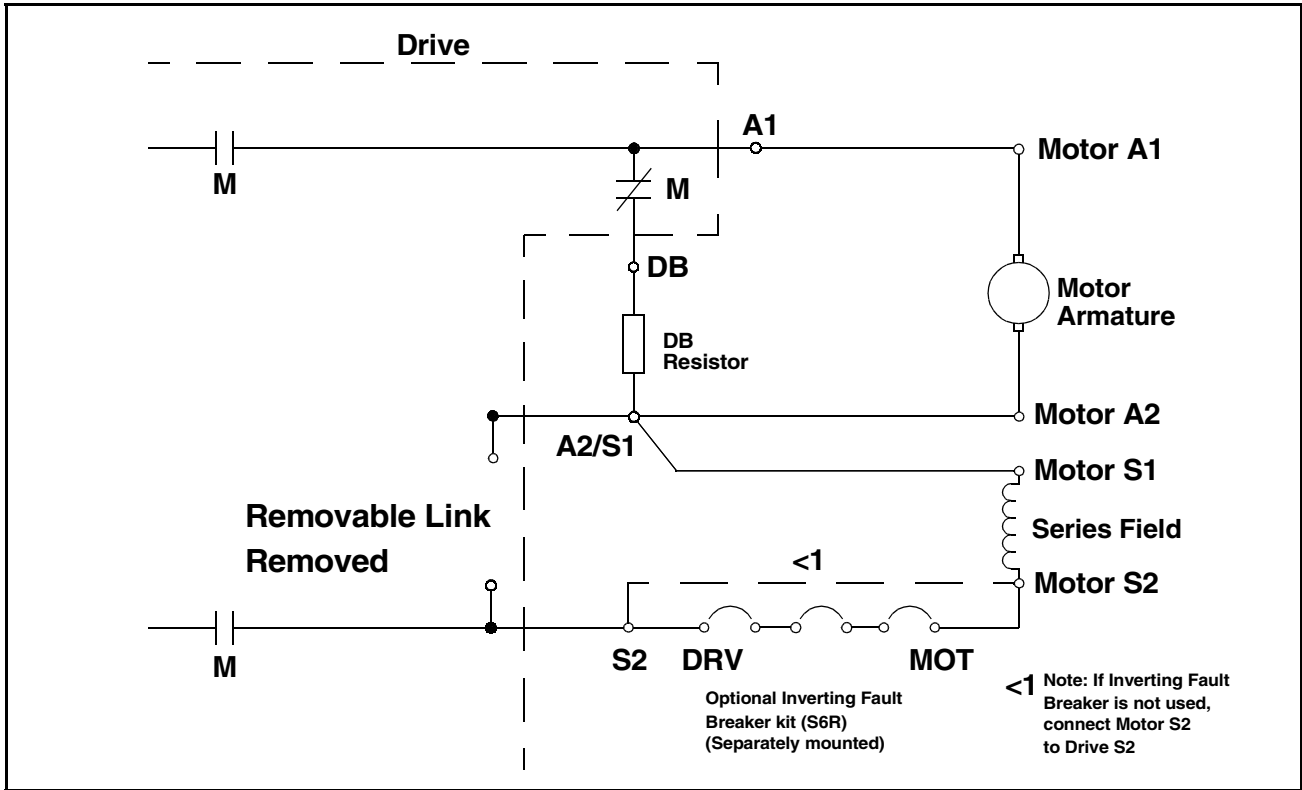 Drive
A1
Motor A1
M
M
DB
Motor
Armature
DB
Resistor
Motor A2
A2/S1
Motor S1
Removable Link
Removed
Series Field
<1
Motor S2
M
S2
DRV
MOT
Optional Inverting Fault
Breaker kit (S6R)
(Separately mounted)
<1 Note: If Inverting Fault
Breaker is not used,
connect Motor S2
to Drive S2